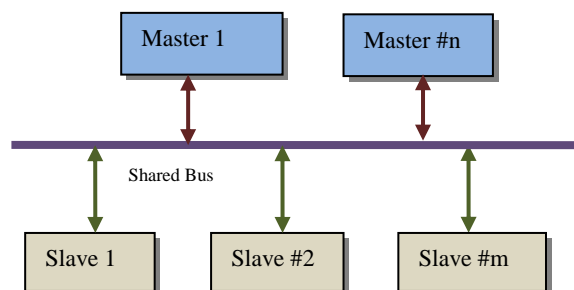 Master 1
Master #n
Shared Bus
Slave 1
Slave #2
Slave #m